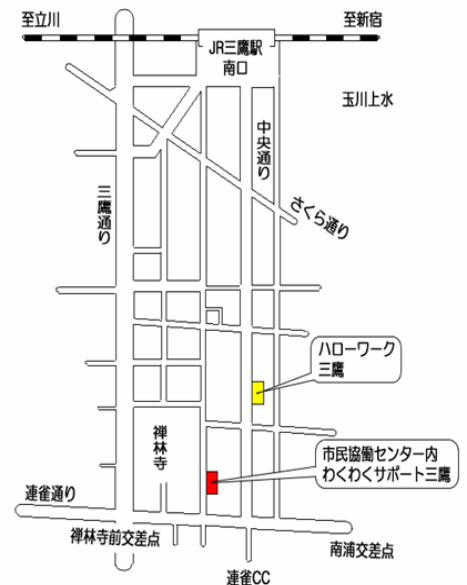 至立川
至新宿
JR三鷹駅
南口
玉川上水
中央通り
三鷹通り
さくら通り
ハローワーク
三鷹
禅林寺
市民協働センター内
わくわくサポート三鷹
連雀通り
禅林寺前交差点
南浦交差点
連雀CC